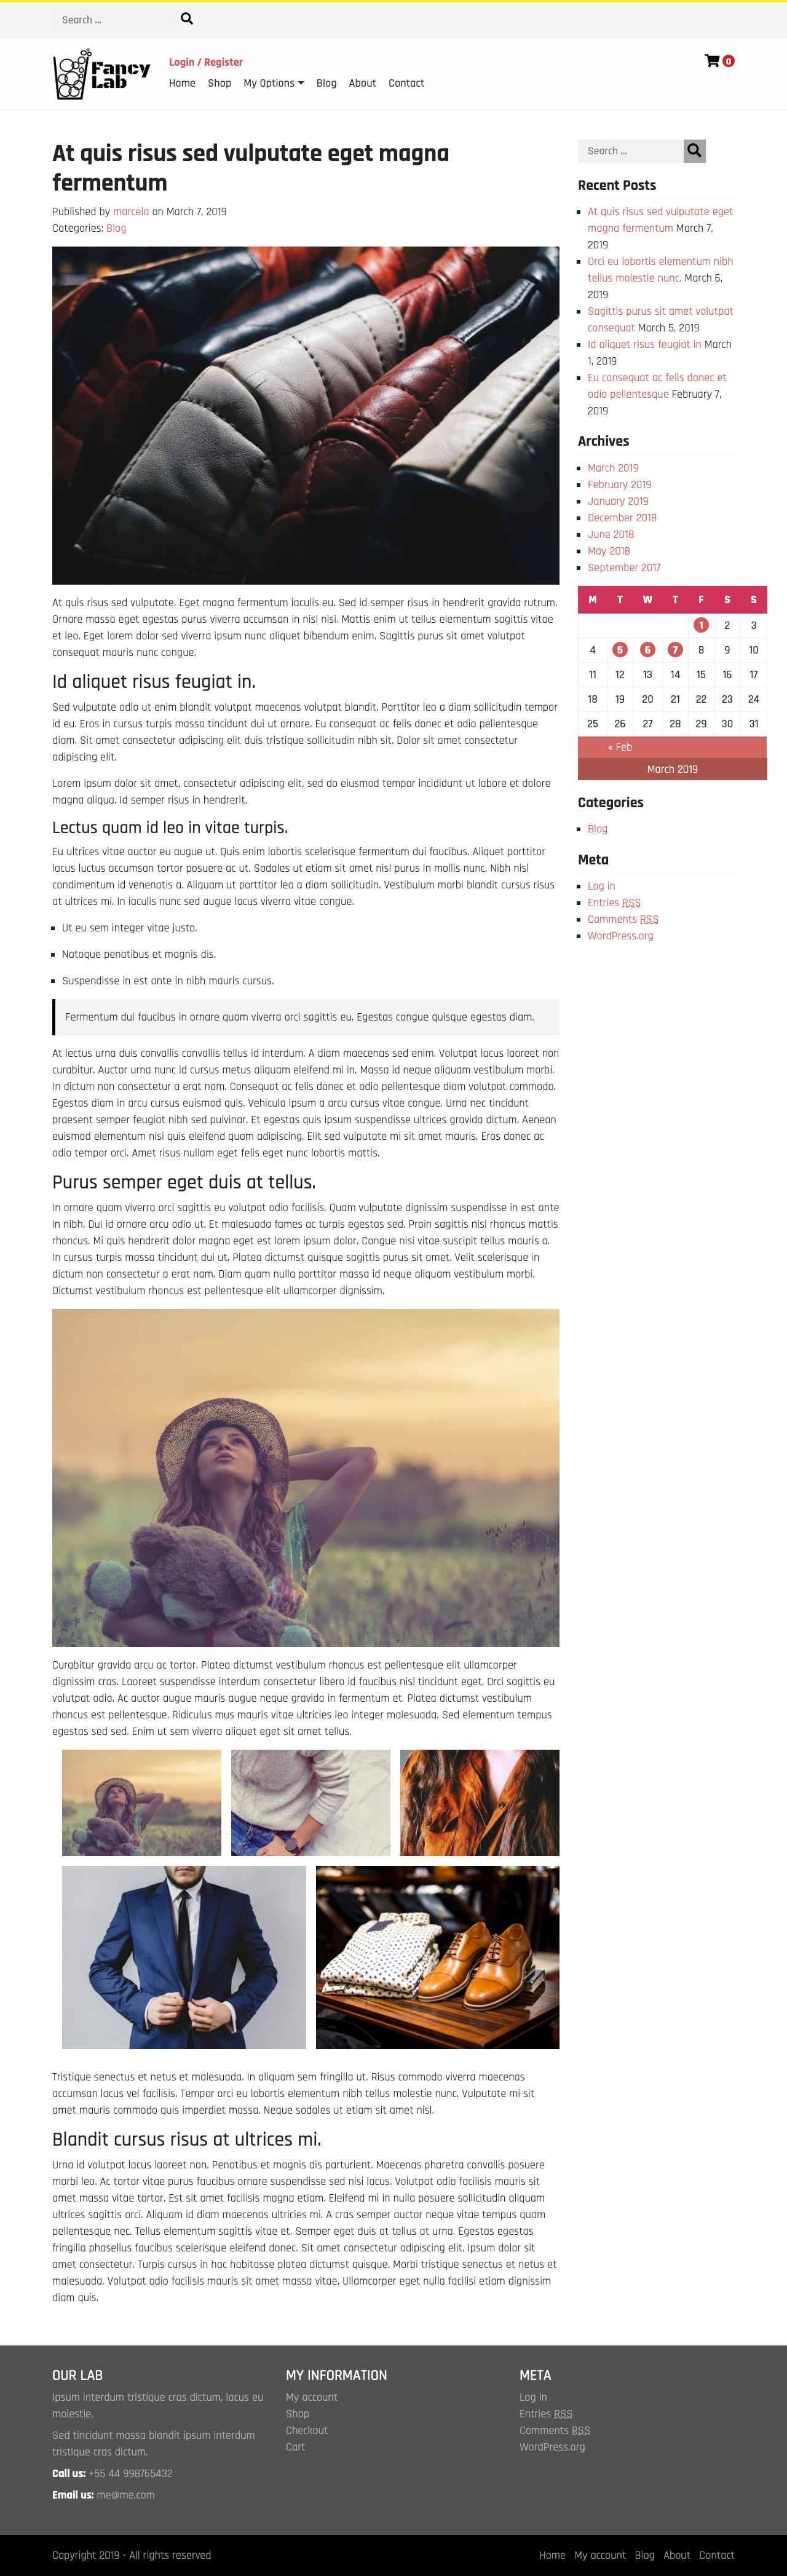 Search ...
Fancy
Lab
Login / Register
0
Home Shop My Options Blog About Contact
At quis risus sed vulputate eget magna
fermentum
Published by marcelo on March 7, 2019
Categories: Blog
At quis risus sed vulputate. Eget magna fermentum iaculis eu. Sed id semper risus in hendrerit gravida rutrum.
Ornare massa eget egestas purus viverra accumsan in nisl nisi. Mattis enim ut tellus elementum sagittis vitae
et leo. Eget lorem dolor sed viverra ipsum nunc aliquet bibendum enim. Sagittis purus sit amet volutpat
consequat mauris nunc congue.
Id aliquet risus feugiat in.
Sed vulputate odio ut enim blandit volutpat maecenas volutpat blandit. Porttitor leo a diam sollicitudin tempor
id eu. Eros in cursus turpis massa tincidunt dui ut ornare. Eu consequat ac felis donec et odio pellentesque
diam. Sit amet consectetur adipiscing elit duis tristique sollicitudin nibh sit. Dolor sit amet consectetur
adipiscing elit.
Lorem ipsum dolor sit amet, consectetur adipiscing elit, sed do eiusmod tempor incididunt ut labore et dolore
magna aliqua. Id semper risus in hendrerit.
Lectus quam id leo in vitae turpis.
Eu ultrices vitae auctor eu augue ut. Quis enim lobortis scelerisque fermentum dui faucibus. Aliquet porttitor
lacus luctus accumsan tortor posuere ac ut. Sodales ut etiam sit amet nisl purus in mollis nunc. Nibh nisl
condimentum id venenatis a. Aliquam ut porttitor leo a diam sollicitudin. Vestibulum morbi blandit cursus risus
at ultrices mi. In iaculis nunc sed augue lacus viverra vitae congue.
Ut eu sem integer vitae justo.
Natoque penatibus et magnis dis.
Suspendisse in est ante in nibh mauris cursus.
Fermentum dui faucibus in ornare quam viverra orci sagittis eu. Egestas congue quisque egestas diam.
At lectus urna duis convallis convallis tellus id interdum. A diam maecenas sed enim. Volutpat lacus laoreet non
curabitur. Auctor urna nunc id cursus metus aliquam eleifend mi in. Massa id neque aliquam vestibulum morbi.
In dictum non consectetur a erat nam. Consequat ac felis donec et odio pellentesque diam volutpat commodo.
Egestas diam in arcu cursus euismod quis. Vehicula ipsum a arcu cursus vitae congue. Urna nec tincidunt
praesent semper feugiat nibh sed pulvinar. Et egestas quis ipsum suspendisse ultrices gravida dictum. Aenean
euismod elementum nisi quis eleifend quam adipiscing. Elit sed vulputate mi sit amet mauris. Eros donec ac
odio tempor orci. Amet risus nullam eget felis eget nunc lobortis mattis.
Purus semper eget duis at tellus.
In ornare quam viverra orci sagittis eu volutpat odio facilisis. Quam vulputate dignissim suspendisse in est ante
in nibh. Dui id ornare arcu odio ut. Et malesuada fames ac turpis egestas sed. Proin sagittis nisl rhoncus mattis
rhoncus. Mi quis hendrerit dolor magna eget est lorem ipsum dolor. Congue nisi vitae suscipit tellus mauris a.
In cursus turpis massa tincidunt dui ut. Platea dictumst quisque sagittis purus sit amet. Velit scelerisque in
dictum non consectetur a erat nam. Diam quam nulla porttitor massa id neque aliquam vestibulum morbi.
Dictumst vestibulum rhoncus est pellentesque elit ullamcorper dignissim.
Curabitur gravida arcu ac tortor. Platea dictumst vestibulum rhoncus est pellentesque elit ullamcorper
dignissim cras. Laoreet suspendisse interdum consectetur libero id faucibus nisl tincidunt eget. Orci sagittis eu
volutpat odio. Ac auctor augue mauris augue neque gravida in fermentum et. Platea dictumst vestibulum
rhoncus est pellentesque. Ridiculus mus mauris vitae ultricies leo integer malesuada. Sed elementum tempus
egestas sed sed. Enim ut sem viverra aliquet eget sit amet tellus.
Tristique senectus et netus et malesuada. In aliquam sem fringilla ut. Risus commodo viverra maecenas
accumsan lacus vel facilisis. Tempor orci eu lobortis elementum nibh tellus molestie nunc. Vulputate mi sit
amet mauris commodo quis imperdiet massa. Neque sodales ut etiam sit amet nisl.
Blandit cursus risus at ultrices mi.
Urna id volutpat lacus laoreet non. Penatibus et magnis dis parturient. Maecenas pharetra convallis posuere
morbi leo. Ac tortor vitae purus faucibus ornare suspendisse sed nisi lacus. Volutpat odio facilisis mauris sit
amet massa vitae tortor. Est sit amet facilisis magna etiam. Eleifend mi in nulla posuere sollicitudin aliquam
ultrices sagittis orci. Aliquam id diam maecenas ultricies mi. A cras semper auctor neque vitae tempus quam
pellentesque nec. Tellus elementum sagittis vitae et. Semper eget duis at tellus at urna. Egestas egestas
fringilla phasellus faucibus scelerisque eleifend donec. Sit amet consectetur adipiscing elit. Ipsum dolor sit
amet consectetur. Turpis cursus in hac habitasse platea dictumst quisque. Morbi tristique senectus et netus et
malesuada. Volutpat odio facilisis mauris sit amet massa vitae. Ullamcorper eget nulla facilisi etiam dignissim
diam quis.
Search ...
Recent Posts
At quis risus sed vulputate eget
magna fermentum March 7,
2019
Orci eu lobortis elementum nibh
tellus molestie nunc. March 6,
2019
Sagittis purus sit amet volutpat
consequat March 5, 2019
Id aliquet risus feugiat in March
1, 2019
Eu consequat ac felis donec et
odio pellentesque February 7,
2019
Archives
March 2019
February 2019
January 2019
December 2018
June 2018
May 2018
September 2017
M T W T F S S
1 2 3
4 5 6 7 8 9 10
11 12 13 14 15 16 17
18 19 20 21 22 23 24
25 26 27 28 29 30 31
« Feb
March 2019
Categories
Blog
Meta
Log in
Entries RSS
Comments RSS
WordPress.org
OUR LAB
Ipsum interdum tristique cras dictum, lacus eu
molestie.
Sed tincidunt massa blandit ipsum interdum
tristique cras dictum.
Call us: +55 44 998765432
Email us: me@me.com
MY INFORMATION
My account
Shop
Checkout
Cart
META
Log in
Entries RSS
Comments RSS
WordPress.org
Copyright 2019 - All rights reserved
Home My account Blog About Contact